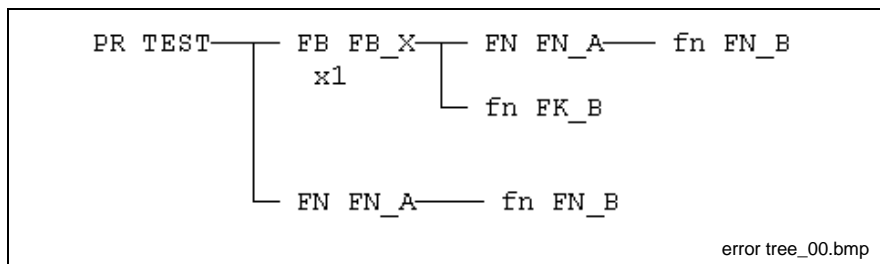 PR TEST FB FB_X FN FN_A fn FN_B
x1
fn FK_B
FN FN_A fn FN_B
error tree_00.bmp